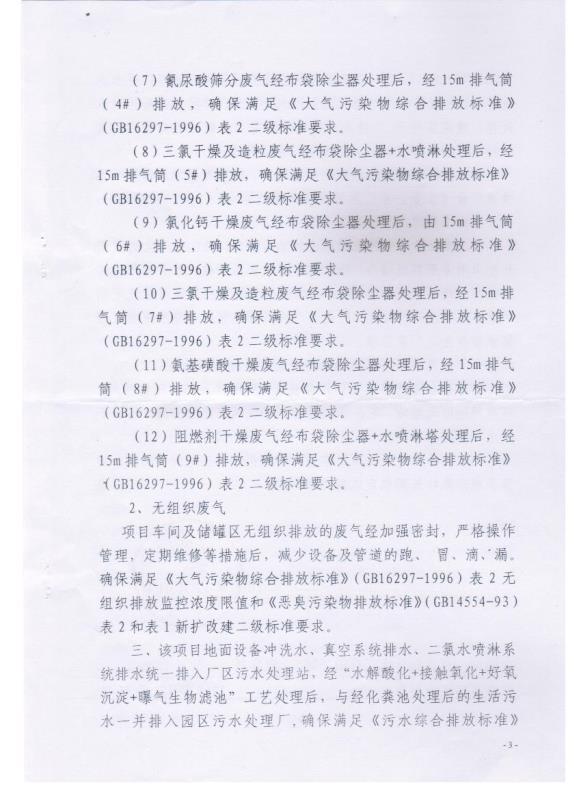 (7) 氰尿酸筛分废气经布袋除尘器处理后, 经 15m 排气筒
(4#) 排放, 确保满足《大气污染物综合排放标准》
(GB16297-1996) 表 2 二级标准要求。
(8) 三氯干燥及造粒废气经布袋除尘器+水喷淋处理后, 经
15m 排气筒 (5#) 排放, 确保满足《大气污染物综合排放标准》
(GB16297-1996) 表 2 二级标准要求。
(9) 氯化钙干燥废气经布袋除尘器处理后, 由 15m 排气筒
(6#) 排放, 确保满足《大气污染物综合排放标准》
(GB16297-1996) 表 2 二级标准要求。
(10) 三氯干燥及造粒废气经布袋除尘器处理后, 经 15m 排
气筒 (7#) 排放, 确保满足《大气污染物综合排放标准》
(GB16297-1996) 表 2 二级标准要求。
(11) 氨基磺酸干燥废气经布袋除尘器处理后, 经 15m 排气
筒 (8#) 排放, 确保满足《大气污染物综合排放标准》
(GB16297-1996) 表 2 二级标准要求。
(12) 阻燃剂干燥废气经布袋除尘器+水喷淋塔处理后, 经
15m 排气筒 (9#) 排放, 确保满足《大气污染物综合排放标准》
(GB16297-1996) 表 2 二级标准要求。
2、无组织废气
项目车间及储罐区无组织排放的废气经加强密封, 严格操作
管理, 定期维修等措施后, 减少设备及管道的跑、冒、滴、漏。
确保满足《大气污染物综合排放标准》(GB16297-1996) 表 2 无
组织排放监控浓度限值和《恶臭污染物排放标准》(GB14554-93)
表 2 和表 1 新扩改建二级标准要求。
三、该项目地面设备冲洗水、真空系统排水、二氯水喷淋系
统排水统一排入厂区污水处理站, 经“水解酸化+接触氧化+好氧
沉淀+曝气生物滤池”工艺处理后, 与经化粪池处理后的生活污
水一并排入园区污水处理厂, 确保满足《污水综合排放标准》
-3-